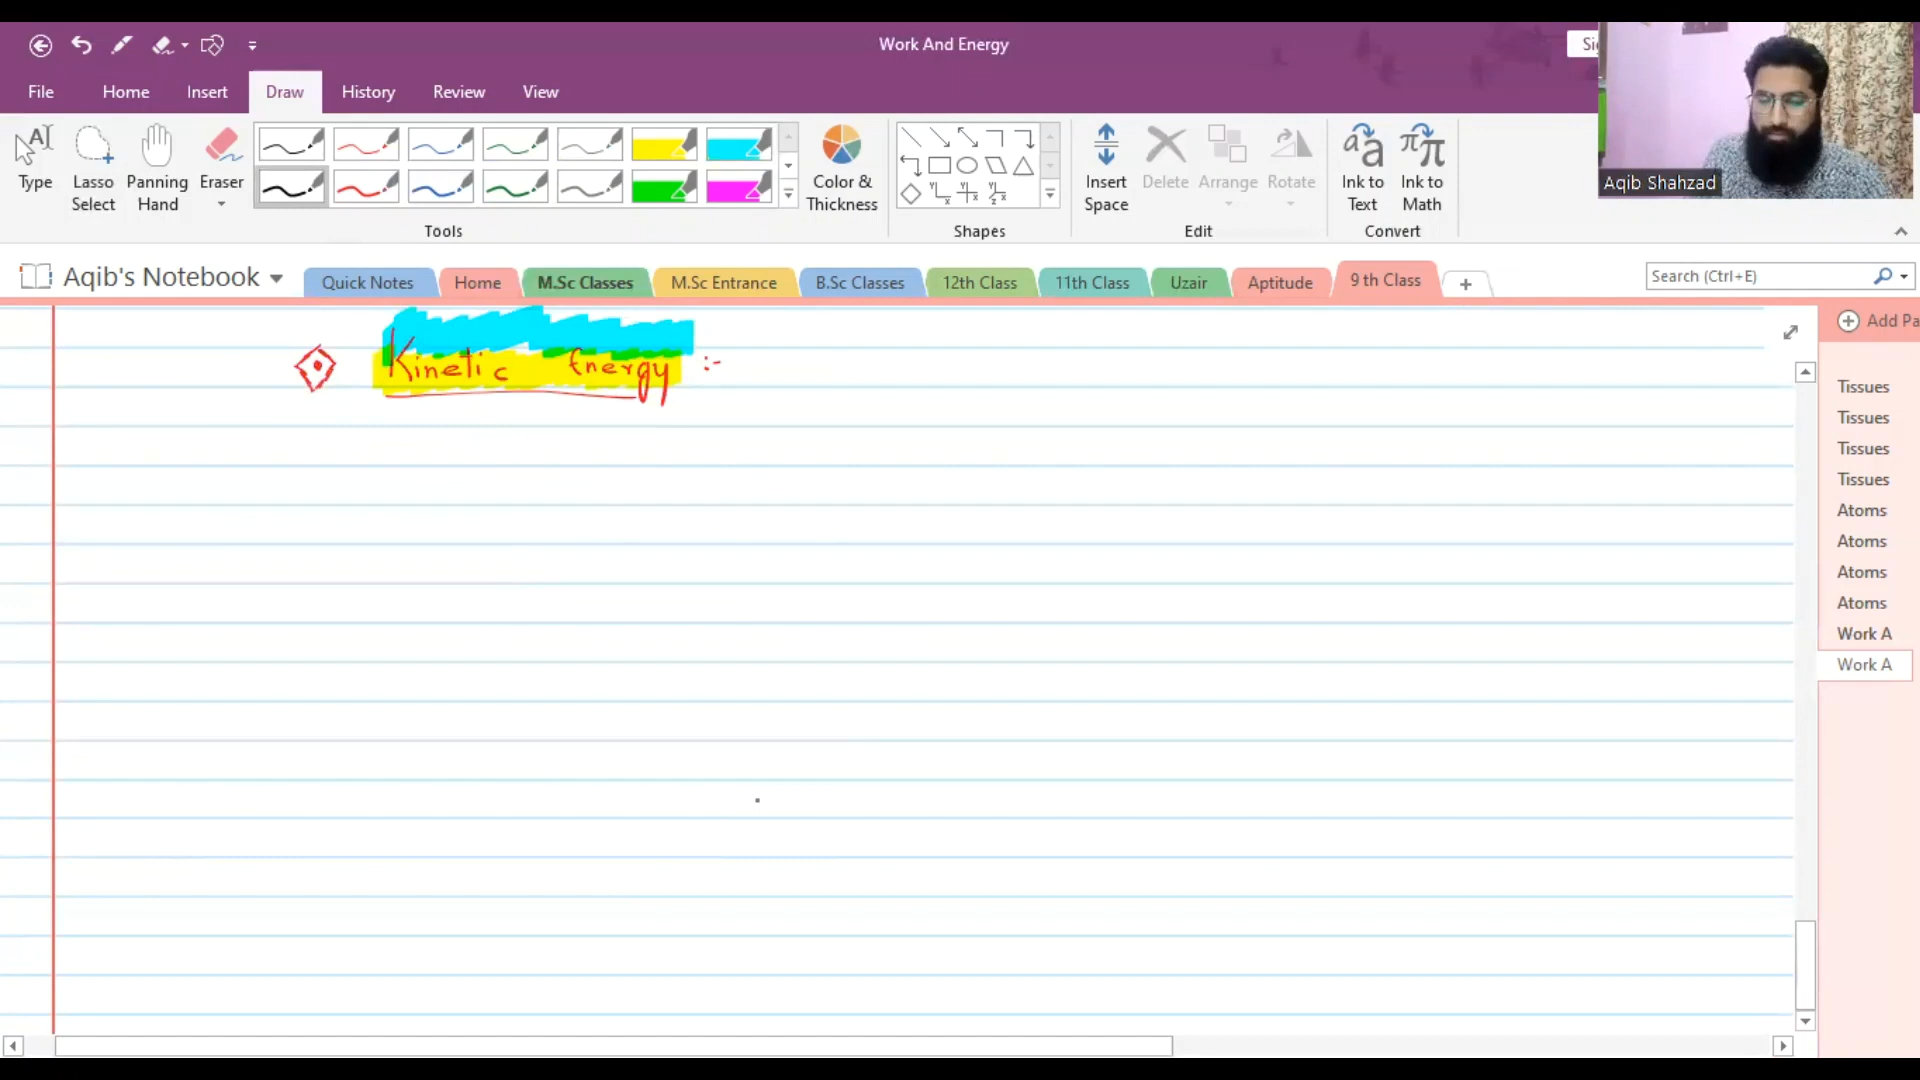 Work And Energy
File Home Insert Draw History Review View
Type
Lasso Select
Panning Hand
Eraser
Color & Thickness
Insert Space
Delete
Arrange
Rotate
Ink to Text
Ink to Math
Tools
Shapes
Edit
Convert
Aqib Shahzad
Aqib's Notebook
Quick Notes Home M.Sc Classes M.Sc Entrance B.Sc Classes 12th Class 11th Class Uzair Aptitude 9 th Class
Search (Ctrl+E)
Kinetic Energy :-
Add Pa
Tissues
Tissues
Tissues
Tissues
Atoms
Atoms
Atoms
Atoms
Work A
Work A